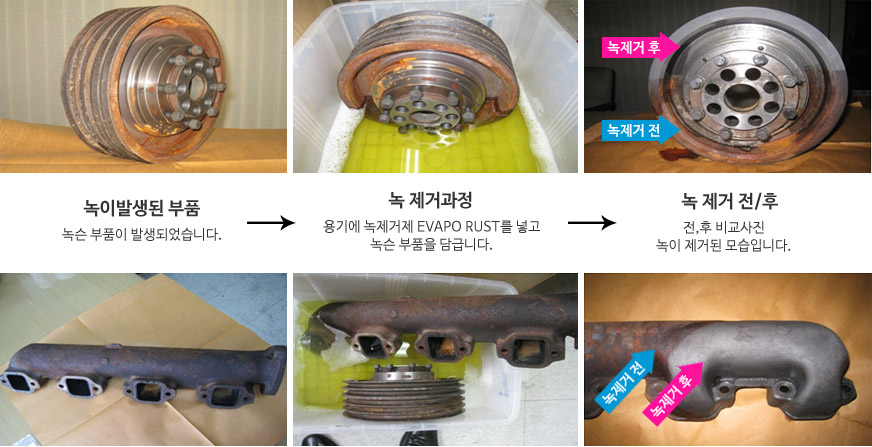 녹제거 후
녹제거 전
녹이발생된 부품
녹슨 부품이 발생되었습니다.
녹 제거과정
용기에 녹제거제 EVAPO RUST를 넣고
녹슨 부품을 담급니다.
녹 제거 전/후
전,후 비교사진
녹이 제거된 모습입니다.
녹제거 전
녹제거 후